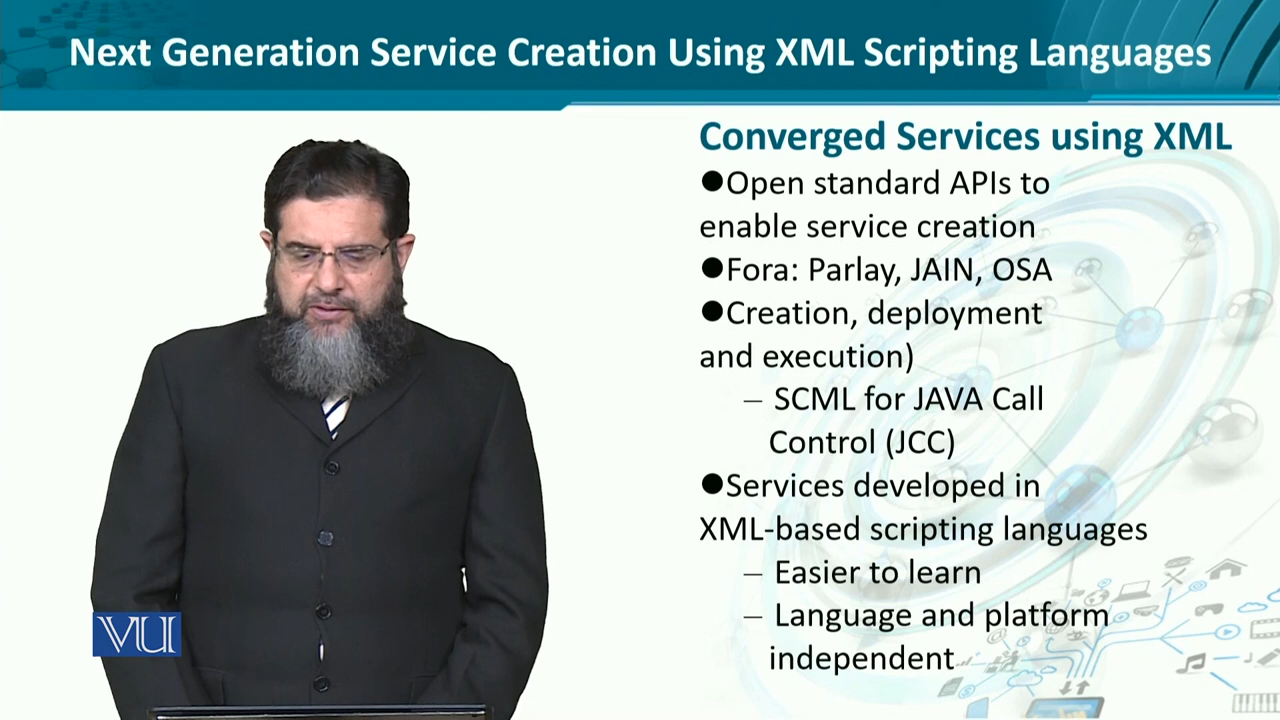 Next Generation Service Creation Using XML Scripting Languages
Converged Services using XML
●Open standard APIs to
enable service creation
●Fora: Parlay, JAIN, OSA
●Creation, deployment
and execution)
– SCML for JAVA Call
Control (JCC)
●Services developed in
XML-based scripting languages
– Easier to learn
– Language and platform
independent
VU